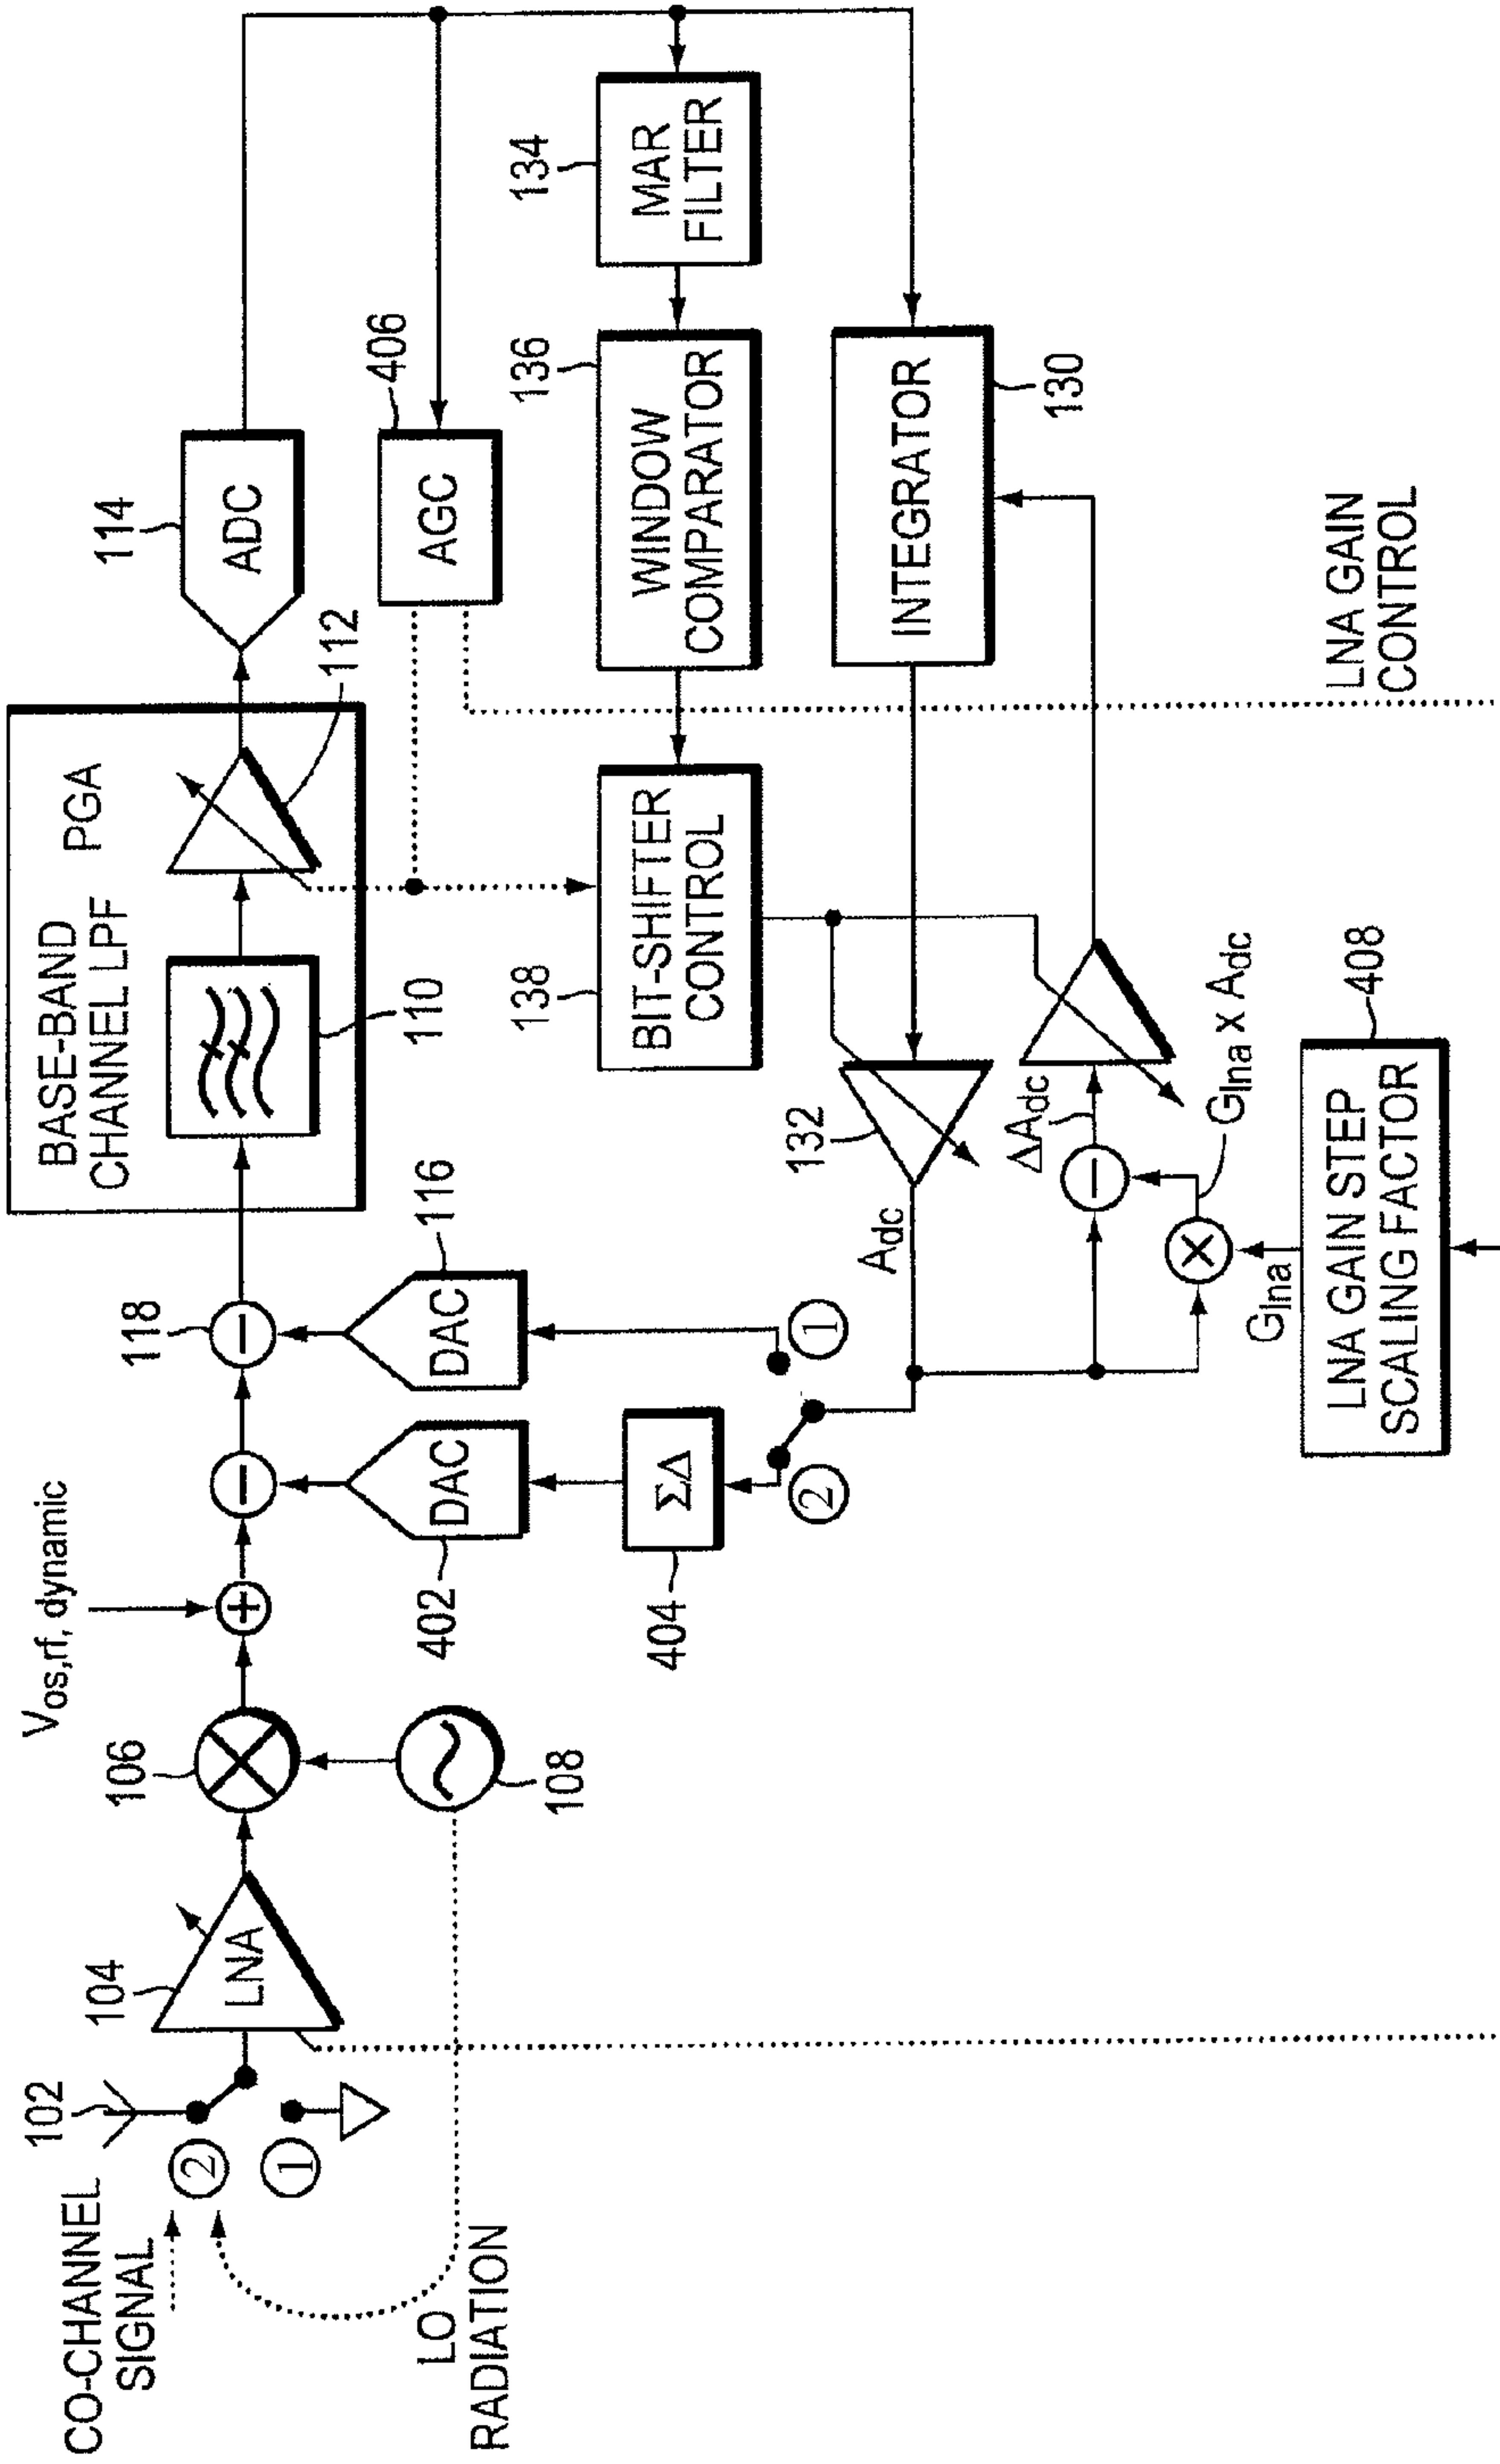 CO-CHANNEL
SIGNAL
102
②
①
LO
RADIATION
104
LNA
106
108
Vos,rf, dynamic
+
−
118
−
402
DAC
116
DAC
404
ΣΔ
②
①
BASE-BAND
CHANNEL LPF
PGA
110
112
114
ADC
406
AGC
134
MAR
FILTER
136
WINDOW
COMPARATOR
138
BIT-SHIFTER
CONTROL
INTEGRATOR
130
132
Adc
ΔAdc
−
×
Glna x Adc
Glna
LNA GAIN STEP
SCALING FACTOR
408
LNA GAIN
CONTROL